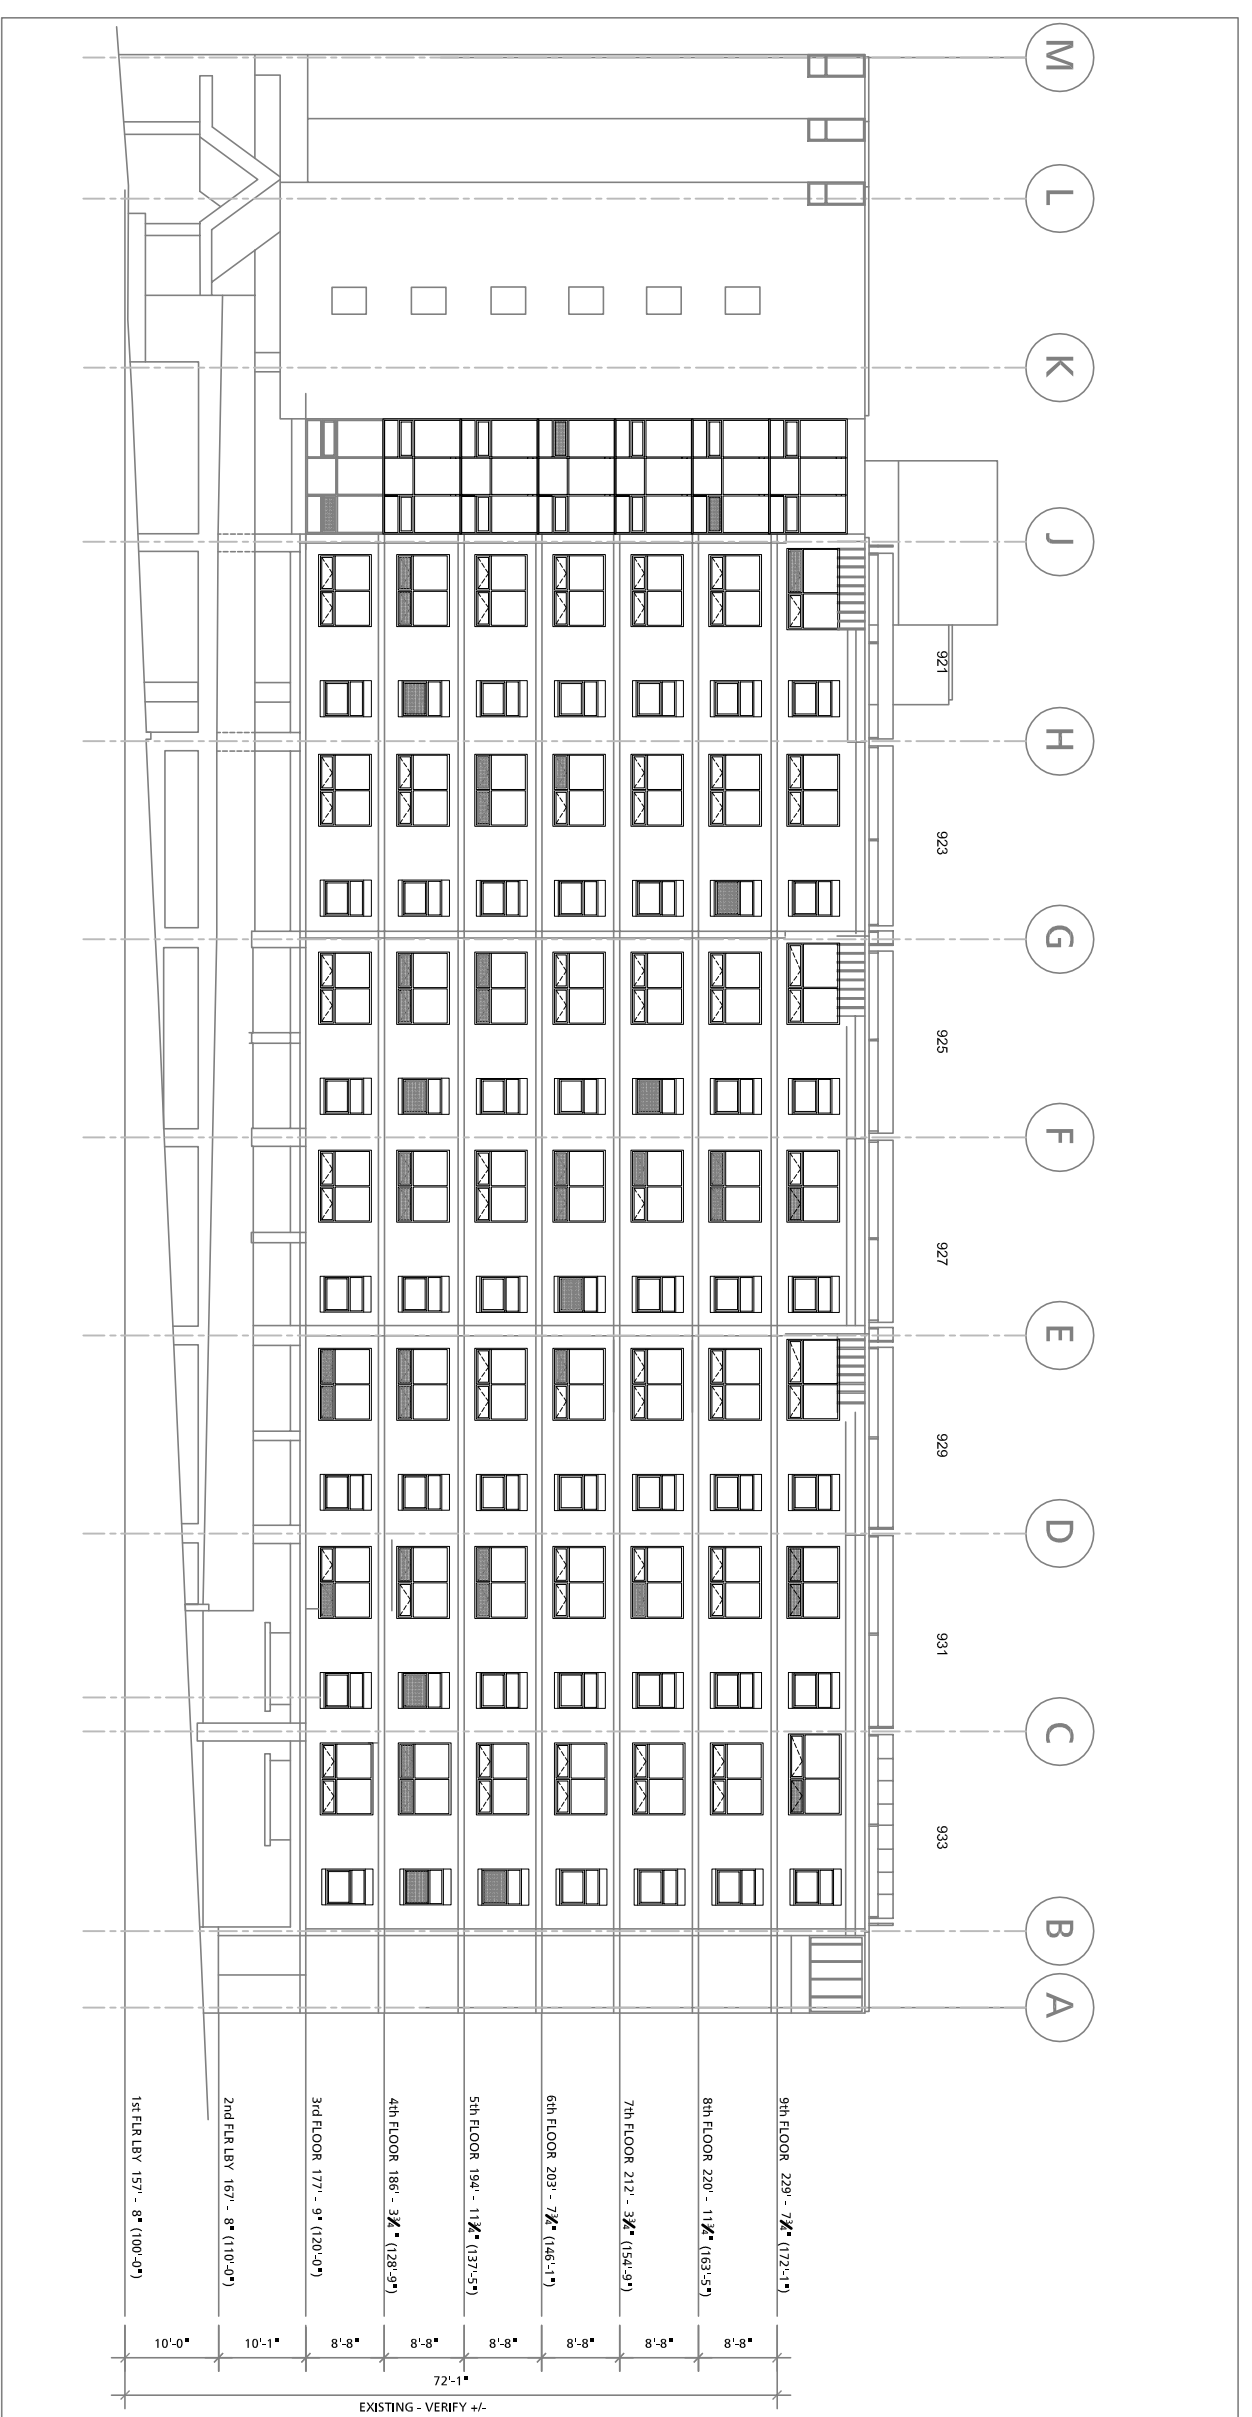 M
L
K
J
H
G
F
E
D
C
B
A
921
923
925
927
929
931
933
9th FLOOR 229' - 7¾" (172'-1")
8th FLOOR 220' - 11¾" (163'-5")
7th FLOOR 212' - 3¾" (154'-9")
6th FLOOR 203' - 7¾" (146'-1")
5th FLOOR 194' - 11¾" (137'-5")
4th FLOOR 186' - 3¾" (128'-9")
3rd FLOOR 177' - 9" (120'-0")
2nd FLR LBY 167' - 8" (110'-0")
1st FLR LBY 157' - 8" (100'-0")
10'-0"
10'-1"
8'-8"
8'-8"
8'-8"
8'-8"
8'-8"
8'-8"
72'-1"
EXISTING - VERIFY +/-